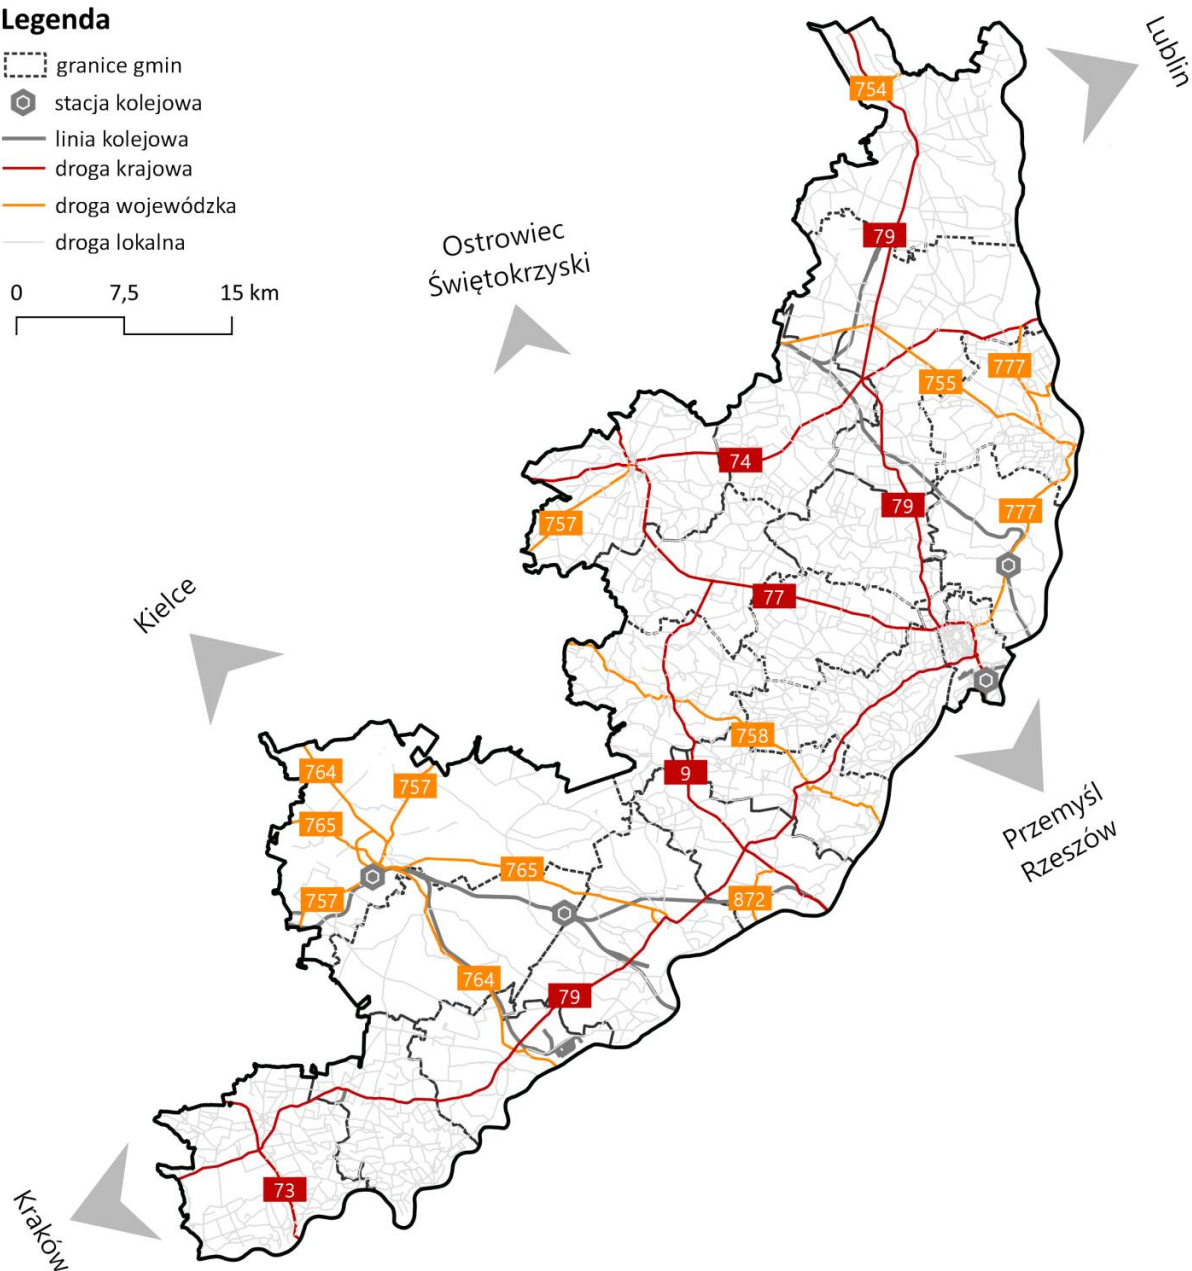 Legenda
granice gmin
stacja kolejowa
linia kolejowa
droga krajowa
droga wojewódzka
droga lokalna
0 7,5 15 km
Lublin
754
79
Ostrowiec
Świętokrzyski
777
755
74
79
777
757
77
Kielce
758
9
764
757
765
Przemyśl
Rzeszów
765
757
872
764
79
73
Kraków